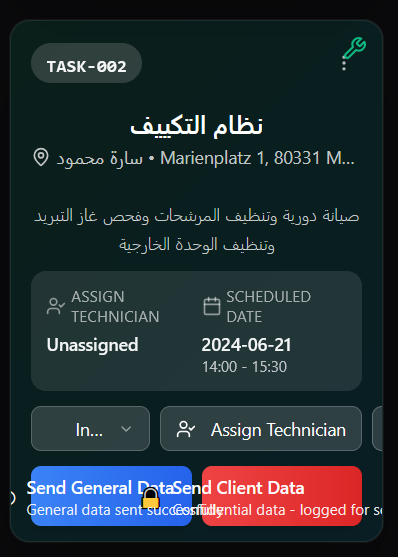 TASK-002
نظام التكييف
سارة محمود • Marienplatz 1, 80331 M...
صيانة دورية وتنظيف المرشحات وفحص غاز التبريد
وتنظيف الوحدة الخارجية
ASSIGN TECHNICIAN
Unassigned
SCHEDULED DATE
2024-06-21
14:00 - 15:30
In...
Assign Technician
Send General Data
General data sent successfully
Send Client Data
Confidential data - logged for se